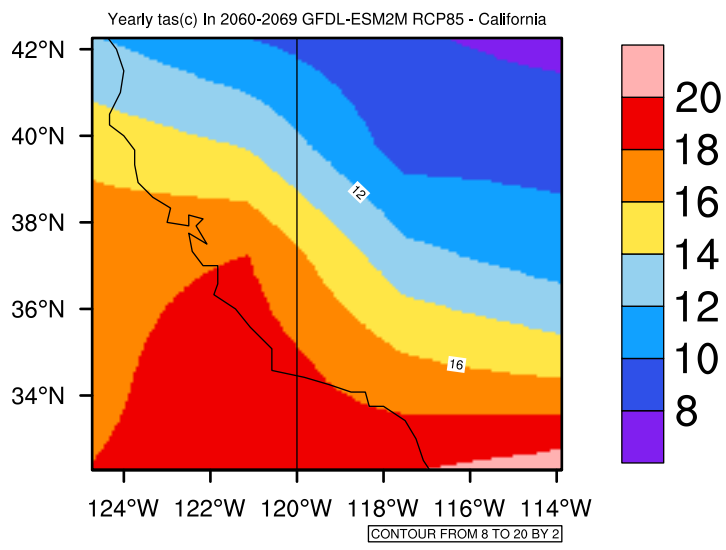 Yearly tas(c) In 2060-2069 GFDL-ESM2M RCP85 - California
42°N
40°N
38°N
36°N
34°N
12
16
124°W 122°W 120°W 118°W 116°W 114°W
20
18
16
14
12
10
8
CONTOUR FROM 8 TO 20 BY 2